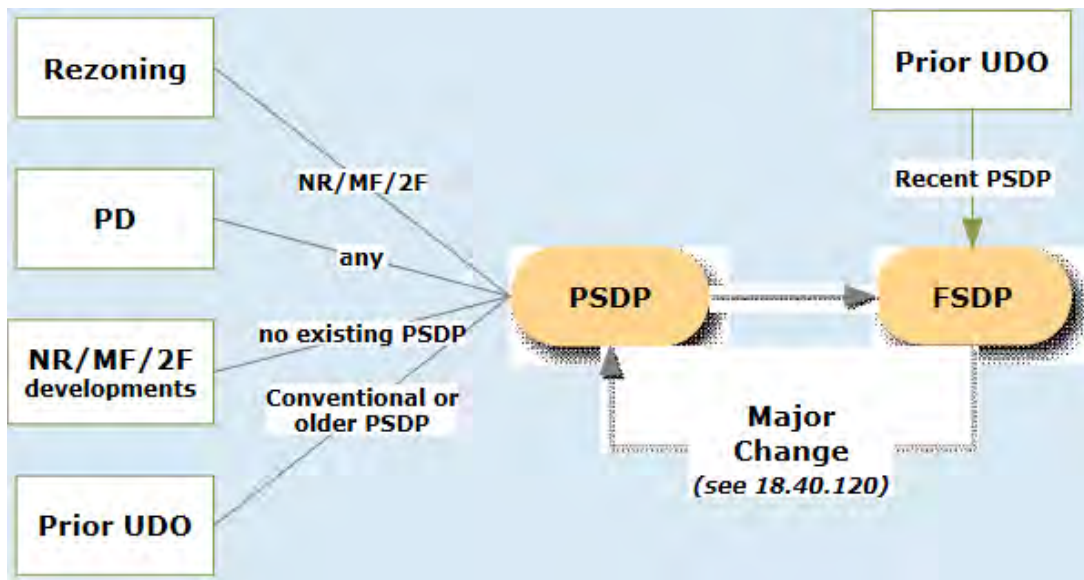 Rezoning
Prior UDO
NR/MF/2F
Recent PSDP
PD
any
PSDP
FSDP
no existing PSDP
NR/MF/2F
developments
Conventional or
older PSDP
Major
Change
(see 18.40.120)
Prior UDO